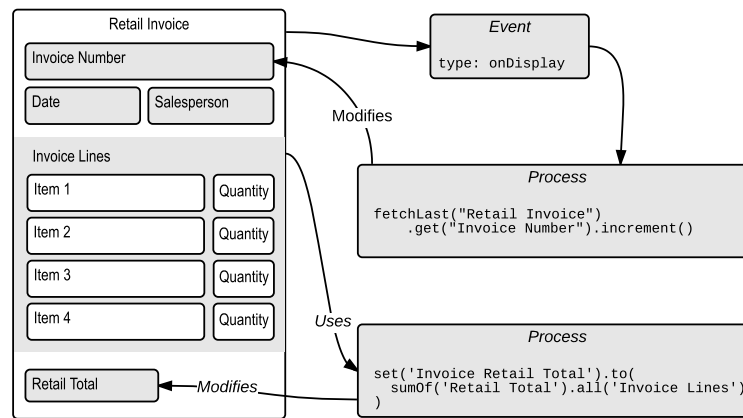 Retail Invoice
Invoice Number
Date
Salesperson
Invoice Lines
Item 1
Quantity
Item 2
Quantity
Item 3
Quantity
Item 4
Quantity
Retail Total
Event
type: onDisplay
Modifies
Process
fetchLast("Retail Invoice")
.get("Invoice Number").increment()
Uses
Process
set('Invoice Retail Total').to(
sumOf('Retail Total').all('Invoice Lines')
)
Modifies